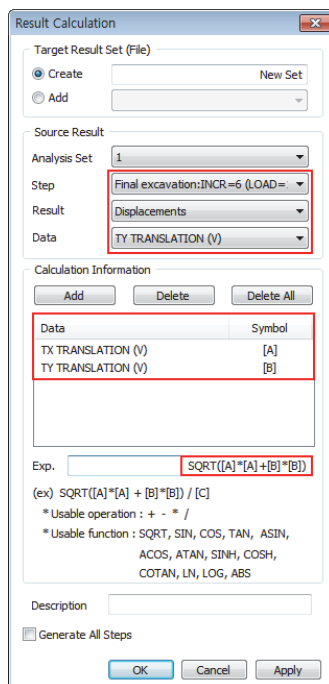 Result Calculation
Target Result Set (File)
Create New Set
Add
Source Result
Analysis Set 1
Step Final excavation:INCR=6 (LOAD=
Result Displacements
Data TY TRANSLATION (V)
Calculation Information
Add Delete Delete All
Data Symbol
TX TRANSLATION (V) [A]
TY TRANSLATION (V) [B]
Exp. SQRT([A]*[A]+[B]*[B])
(ex) SQRT([A]*[A] + [B]*[B]) / [C]
* Usable operation : + - * /
* Usable function : SQRT, SIN, COS, TAN, ASIN,
ACOS, ATAN, SINH, COSH,
COTAN, LN, LOG, ABS
Description
Generate All Steps
OK Cancel Apply